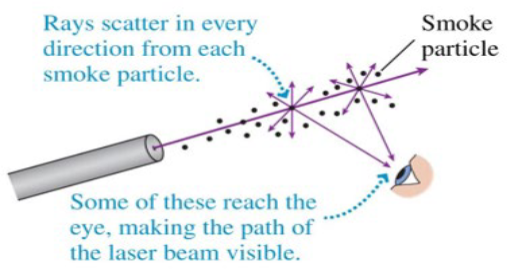 Rays scatter in every
direction from each
smoke particle.
Smoke
particle
Some of these reach the
eye, making the path of
the laser beam visible.